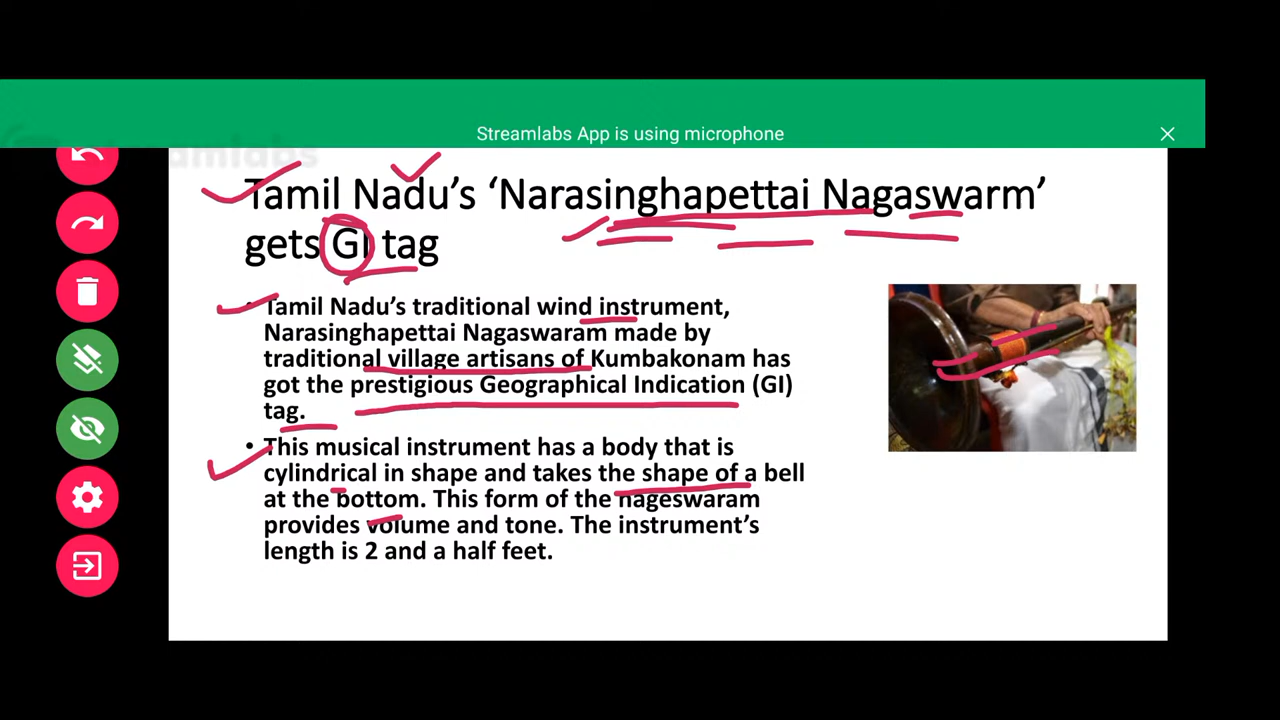 Streamlabs App is using microphone
Tamil Nadu's 'Narasinghapettai Nagaswarm'
gets GI tag
• Tamil Nadu's traditional wind instrument,
Narasinghapettai Nagaswaram made by
traditional village artisans of Kumbakonam has
got the prestigious Geographical Indication (GI)
tag.
• This musical instrument has a body that is
cylindrical in shape and takes the shape of a bell
at the bottom. This form of the nageswaram
provides volume and tone. The instrument's
length is 2 and a half feet.